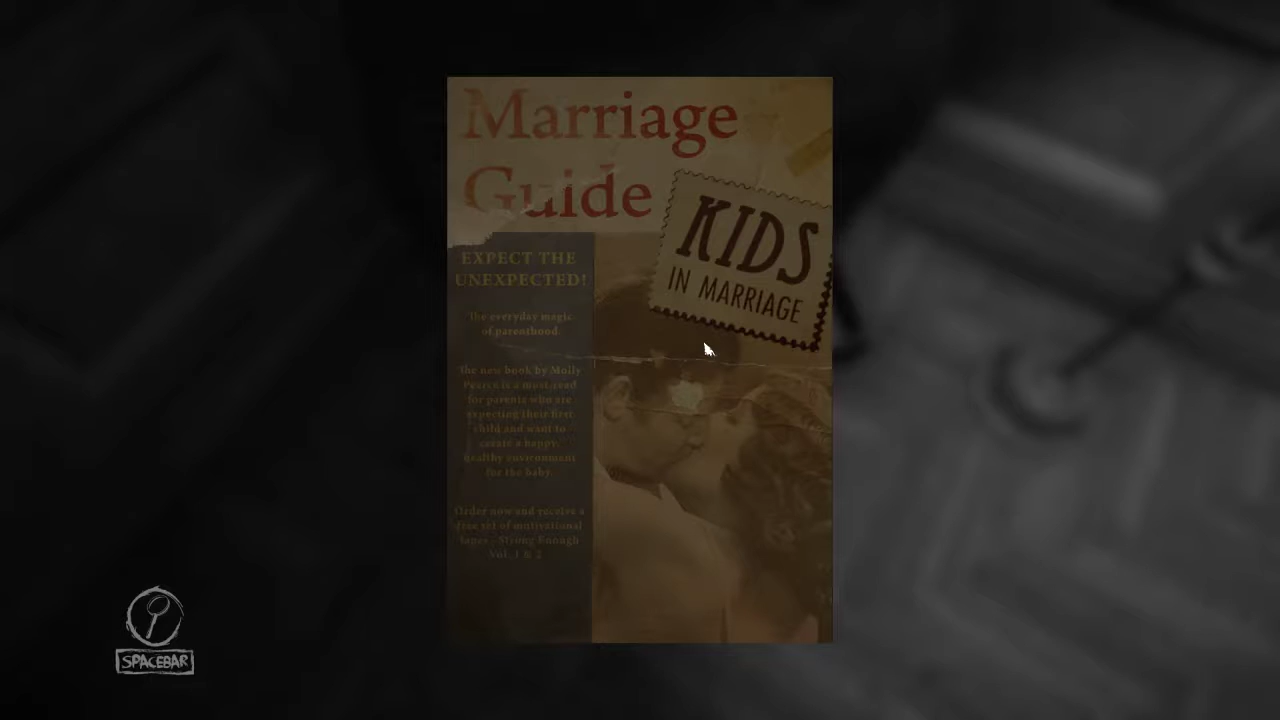 Marriage
Guide
KIDS
IN MARRIAGE
EXPECT THE
UNEXPECTED!
The everyday magic
of parenthood.
The new book by Molly
Pearce is a must-read
for parents who are
expecting their first
child and want to
create a happy,
healthy environment
for the baby.
Order now and receive a
free set of motivational
tapes - Strong Enough
Vol. 1 & 2
SPACEBAR